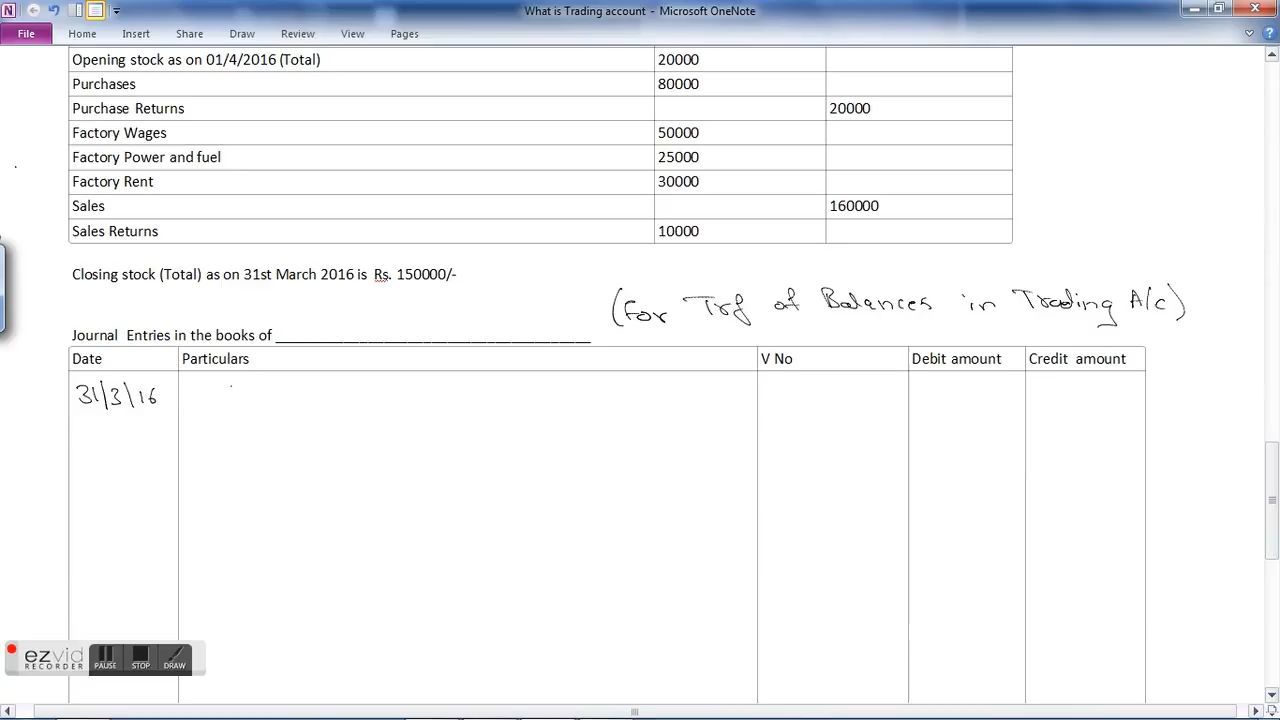 What is Trading account - Microsoft OneNote
File Home Insert Share Draw Review View Pages
Opening stock as on 01/4/2016 (Total) 20000
Purchases 80000
Purchase Returns 20000
Factory Wages 50000
Factory Power and fuel 25000
Factory Rent 30000
Sales 160000
Sales Returns 10000
Closing stock (Total) as on 31st March 2016 is Rs. 150000/-
(For Trf of Balances in Trading A/c)
Journal Entries in the books of ________________________________________
Date Particulars V No Debit amount Credit amount
31/3/16
ezvid
RECORDER
PAUSE STOP DRAW